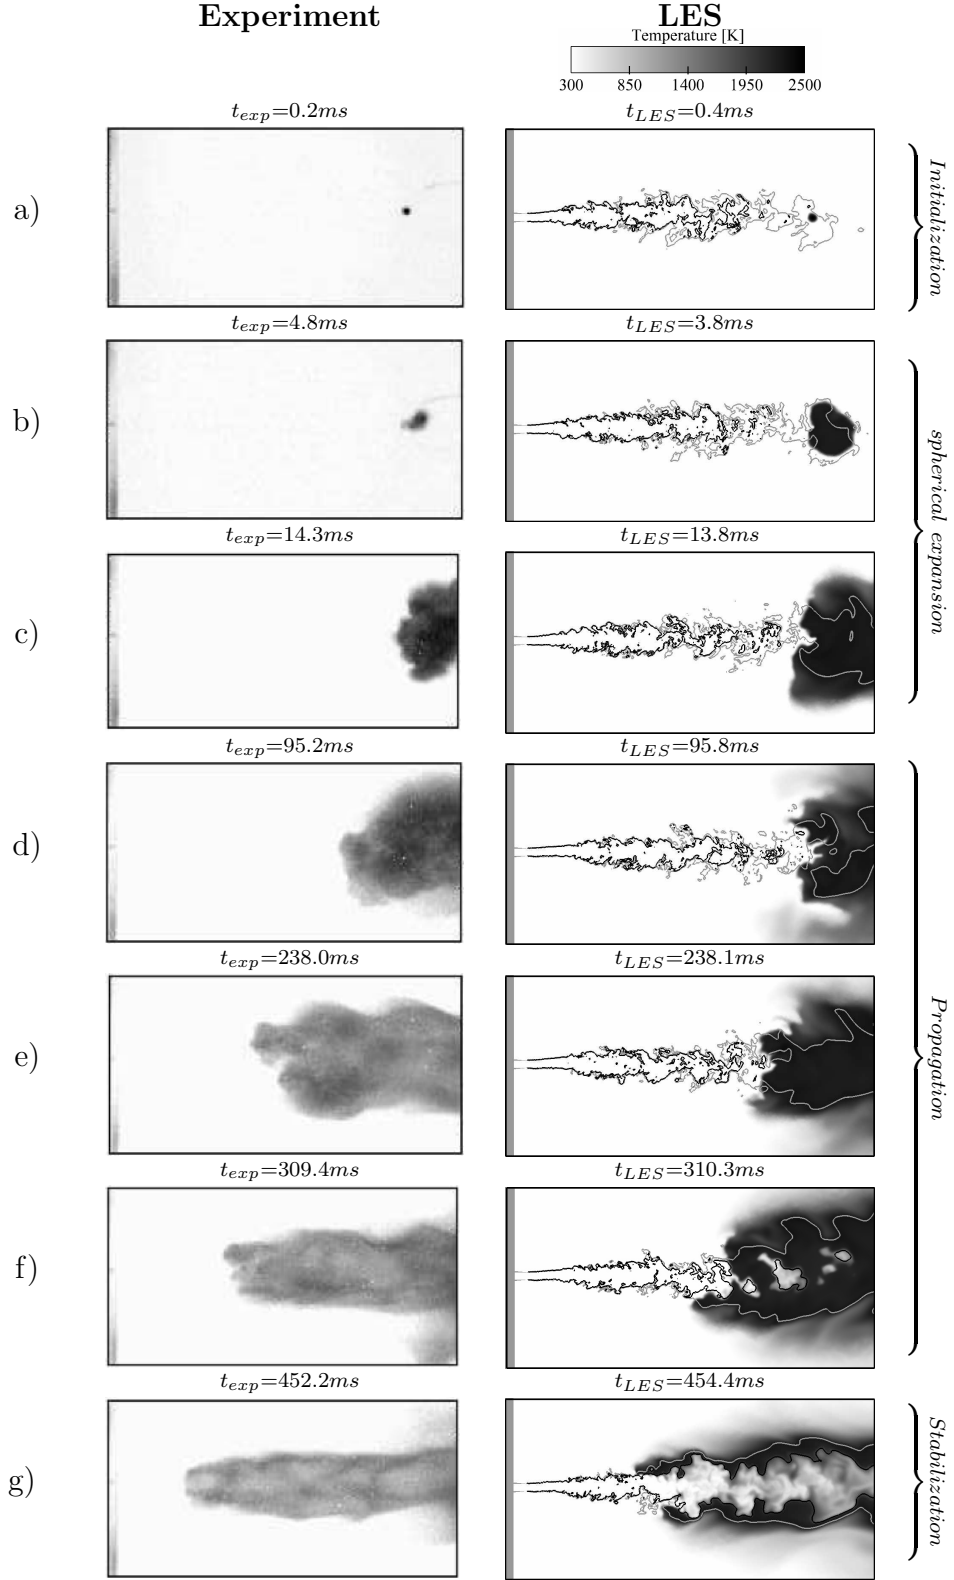 Experiment LES
Temperature [K]
300 850 1400 1950 2500
t_exp=0.2ms t_LES=0.4ms
a) Initialization
t_exp=4.8ms t_LES=3.8ms
b)
t_exp=14.3ms t_LES=13.8ms
spherical expansion
c)
t_exp=95.2ms t_LES=95.8ms
d)
t_exp=238.0ms t_LES=238.1ms
e) Propagation
t_exp=309.4ms t_LES=310.3ms
f)
t_exp=452.2ms t_LES=454.4ms
g) Stabilization